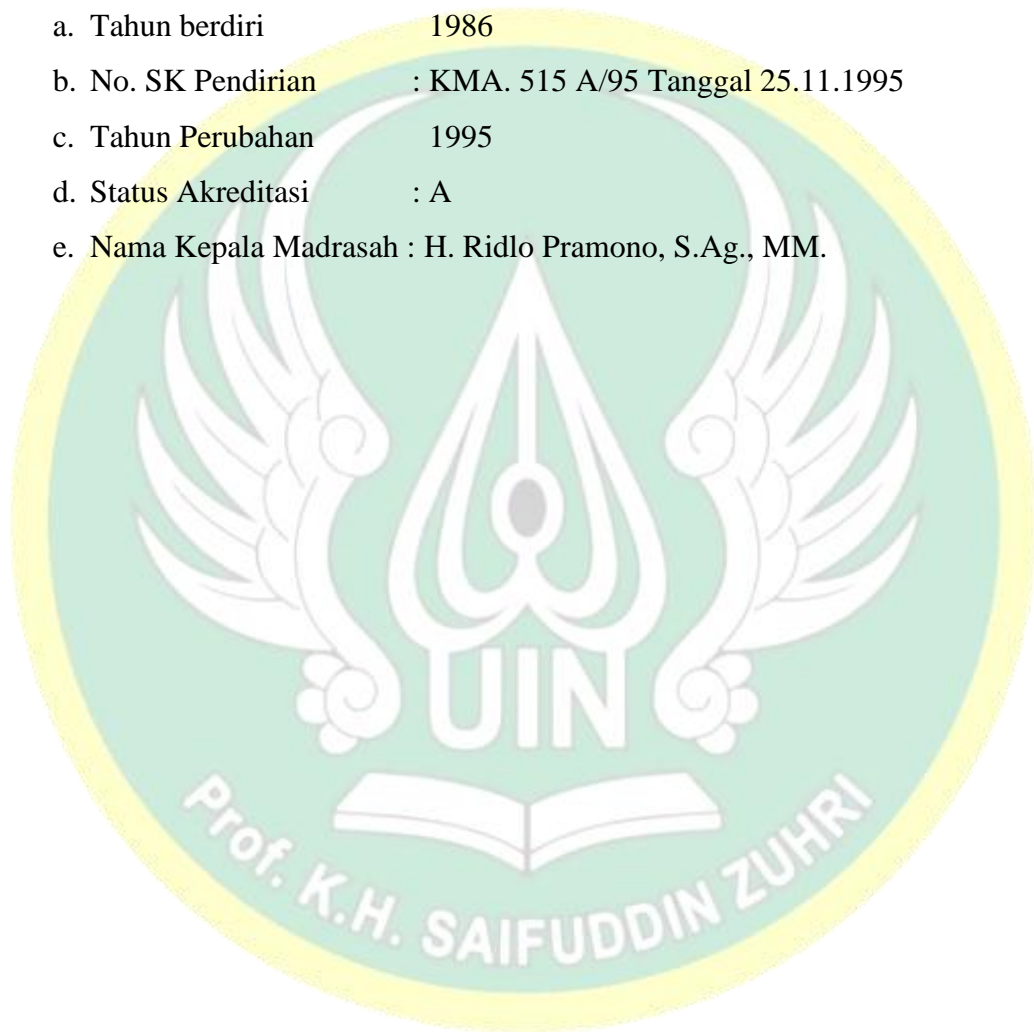 a. Tahun berdiri 1986
b. No. SK Pendirian : KMA. 515 A/95 Tanggal 25.11.1995
c. Tahun Perubahan 1995
d. Status Akreditasi : A
e. Nama Kepala Madrasah : H. Ridlo Pramono, S.Ag., MM.
UIN
Prof. K.H. SAIFUDDIN ZUHRI